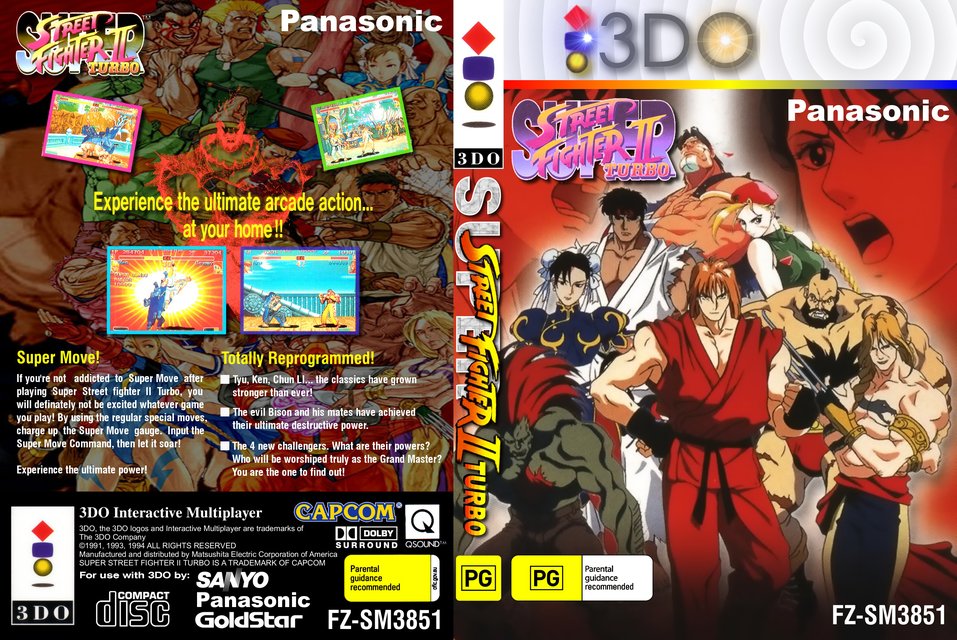 SUPER
STREET
FIGHTER II
TURBO
Panasonic
Experience the ultimate arcade action...
at your home!!
Super Move!
If you're not addicted to Super Move after
playing Super Street fighter II Turbo, you
will definately not be excited whatever game
you play! By using the regular special moves,
charge up the Super Move gauge. Input the
Super Move Command, then let it soar!
Experience the ultimate power!
Totally Reprogrammed!
Tyu, Ken, Chun LI... the classics have grown
stronger than ever!
The evil Bison and his mates have achieved
their ultimate destructive power.
The 4 new challengers. What are their powers?
Who will be worshiped truly as the Grand Master?
You are the one to find out!
3DO
3DO Interactive Multiplayer
3DO, the 3DO logos and Interactive Multiplayer are trademarks of
The 3DO Company
©1991, 1993, 1994 ALL RIGHTS RESERVED
Manufactured and distributed by Matsushita Electric Corporation of America
SUPER STREET FIGHTER II TURBO IS A TRADEMARK OF CAPCOM
For use with 3DO by:
SANYO
Panasonic
GoldStar
COMPACT
disc
CAPCOM®
DOLBY
SURROUND
Q
QSOUND™
Parental
guidance
recommended
FZ-SM3851
3DO
SUPER
STREET FIGHTER II TURBO
PG
3DO
Panasonic
SUPER
STREET
FIGHTER II
TURBO
PG
Parental
guidance
recommended
FZ-SM3851